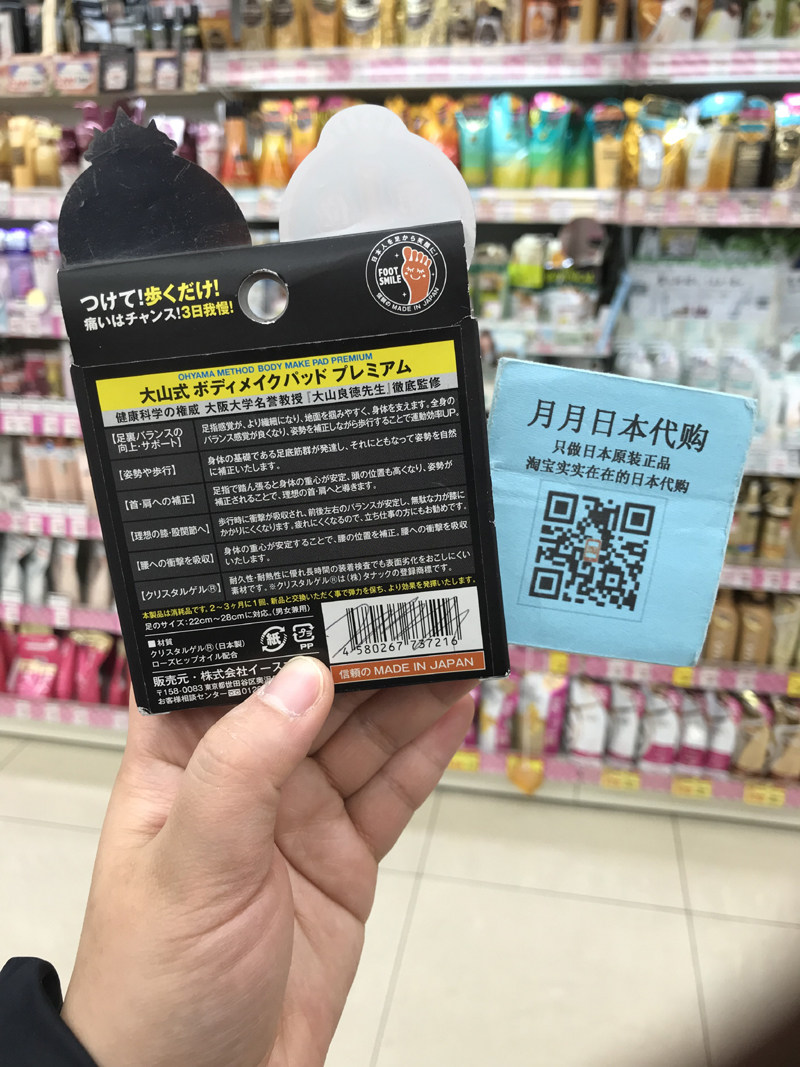 つけて!歩くだけ!
痛いはチャンス!3日我慢!
日本人を足から笑顔に!
FOOT
SMILE
信頼の MADE IN JAPAN
OHYAMA METHOD BODY MAKE PAD PREMIUM
大山式 ボディメイクパッド プレミアム
健康科学の権威 大阪大学名誉教授『大山良徳先生』徹底監修
【足裏バランスの
向上・サポート】
足指感覚が、より繊細になり、地面を掴みやすく、身体を支えます。全身の
バランス感覚が良くなり、姿勢を補正しながら歩行することで運動効率UP。
【姿勢や歩行】
身体の基礎である足底筋群が発達し、それにともなって姿勢を自然
に補正いたします。
【首・肩への補正】
足指で踏ん張ると身体の重心が安定、頭の位置も高くなり、姿勢が
補正されることで、理想の首・肩へと導きます。
【理想の膝・股関節へ】
歩行時に衝撃が吸収され、前後左右のバランスが安定し、無駄な力が膝に
かかりにくくなります。疲れにくくなるので、立ち仕事の方にもお勧めです。
【腰への衝撃を吸収】
身体の重心が安定することで、腰の位置を補正、腰への衝撃を吸収
いたします。
【クリスタルゲル®】
耐久性・耐熱性に優れ長時間の装着検査でも表面劣化をおこしにくい
素材です。※クリスタルゲル®は(株)タナックの登録商標です。
本製品は消耗品です。2〜3ヶ月に1回、新品と交換いただく事で弾力を保ち、より効果を発揮いたします。
足のサイズ:22cm〜28cmに対応。(男女兼用)
■材質
クリスタルゲル®(日本製)
ローズヒップオイル配合
紙
プラ
PP
4 580267 737216
信頼の MADE IN JAPAN
販売元・株式会社イース
〒158-0083 東京都世田谷区奥沢
お客様相談センター 012
月月日本代购
只做日本原装正品
淘宝实实在在的日本代购